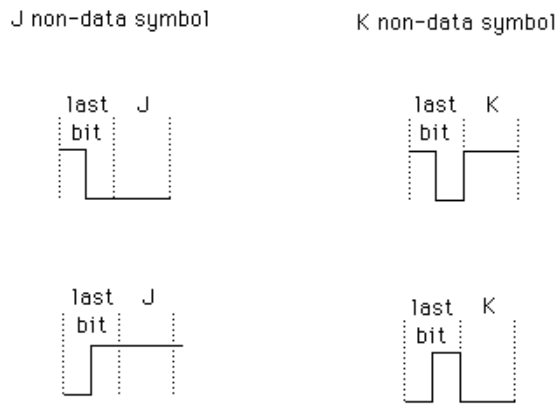 J non-data symbol
K non-data symbol
last J
bit
last K
bit
last J
bit
last K
bit